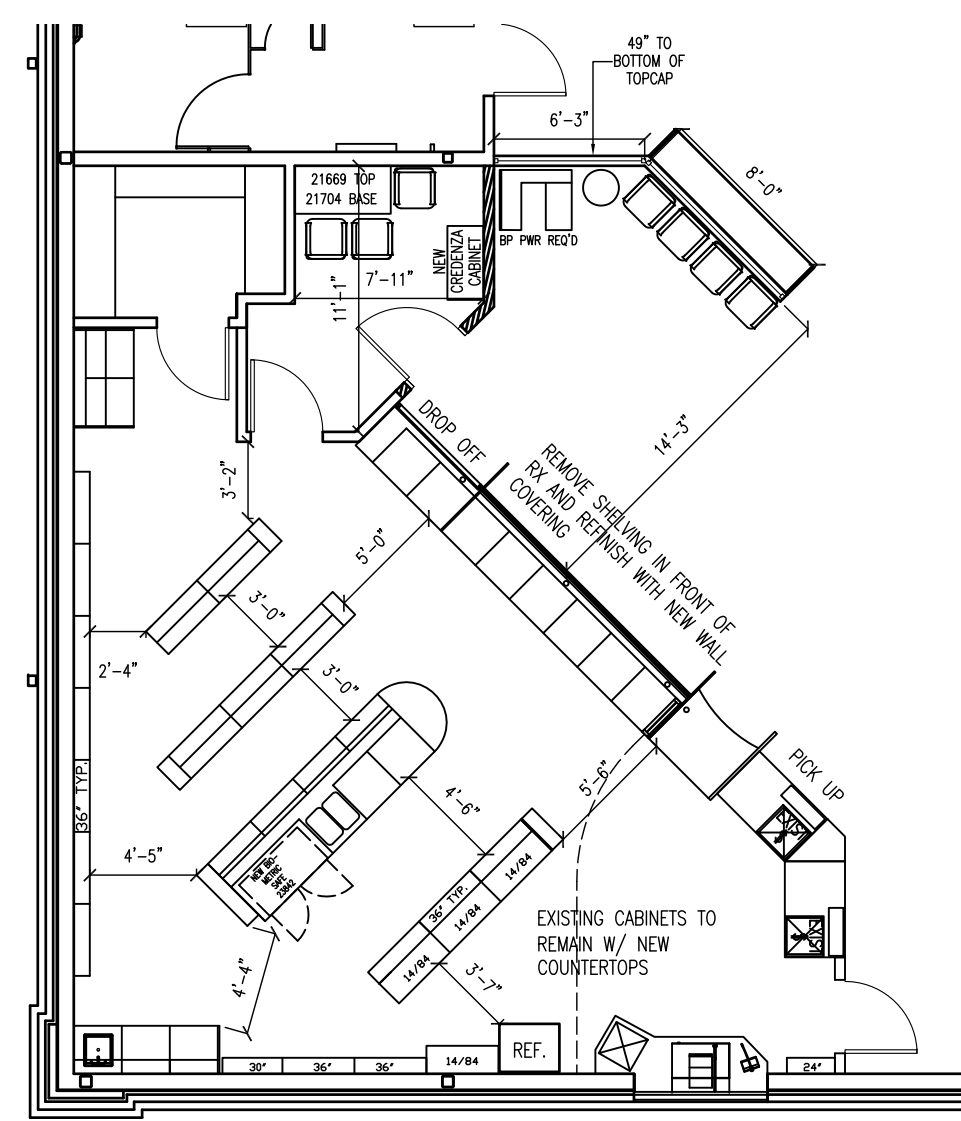 49" TO
BOTTOM OF
TOPCAP
6'-3"
8'-0"
21669 TOP
21704 BASE
BP PWR REQ'D
NEW
CREDENZA
CABINET
7'-11"
11'-1"
14'-3"
DROP OFF
REMOVE SHELVING IN FRONT OF
RX AND REFINISH WITH NEW WALL
COVERING
3'-2"
5'-0"
3'-0"
2'-4"
3'-0"
36" TYP.
4'-5"
4'-6"
5'-6"
PICK UP
EXIST
EXIST
NEW BIO-
METRIC
SAFE
23842
14/84
36" TYP.
14/84
14/84
EXISTING CABINETS TO
REMAIN W/ NEW
COUNTERTOPS
4'-4"
3'-7"
REF.
30"
36"
36"
14/84
24"